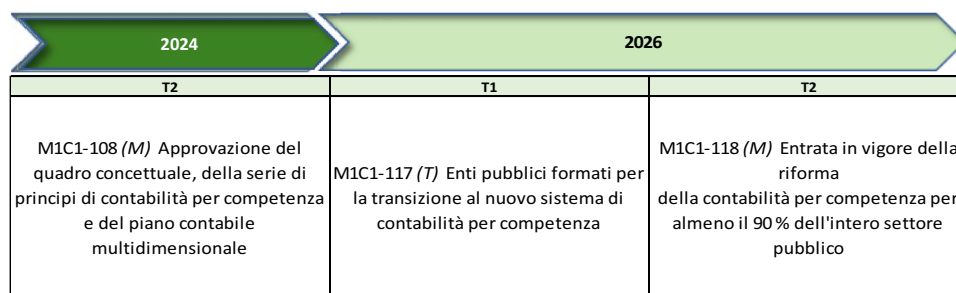 2024
2026
T2
T1
T2
M1C1-108 (M) Approvazione del
quadro concettuale, della serie di
principi di contabilità per competenza
e del piano contabile
multidimensionale
M1C1-117 (T) Enti pubblici formati per
la transizione al nuovo sistema di
contabilità per competenza
M1C1-118 (M) Entrata in vigore della
riforma
della contabilità per competenza per
almeno il 90 % dell'intero settore
pubblico